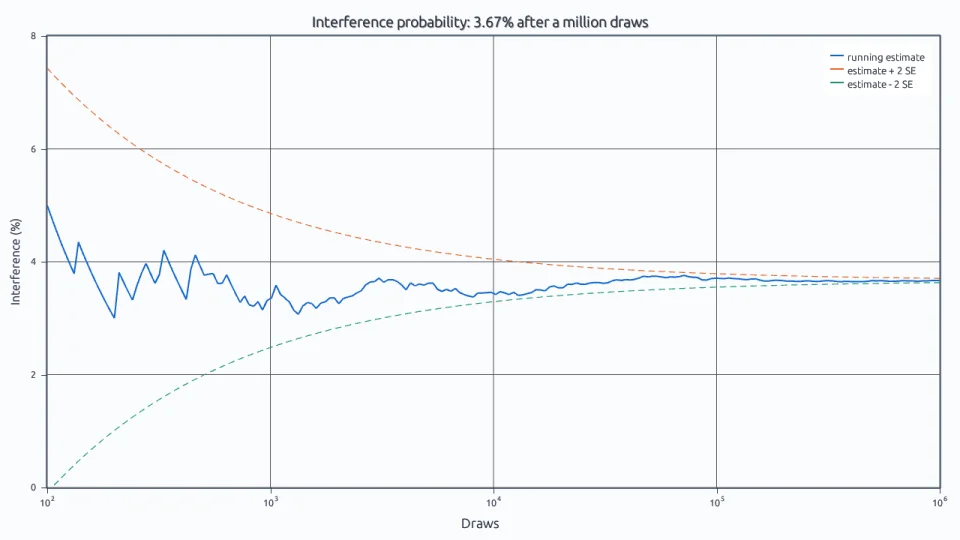 Interference probability: 3.67% after a million draws
8
6
4
2
0
Interference (%)
running estimate
estimate + 2 SE
estimate - 2 SE
10² 10³ 10⁴ 10⁵ 10⁶
Draws